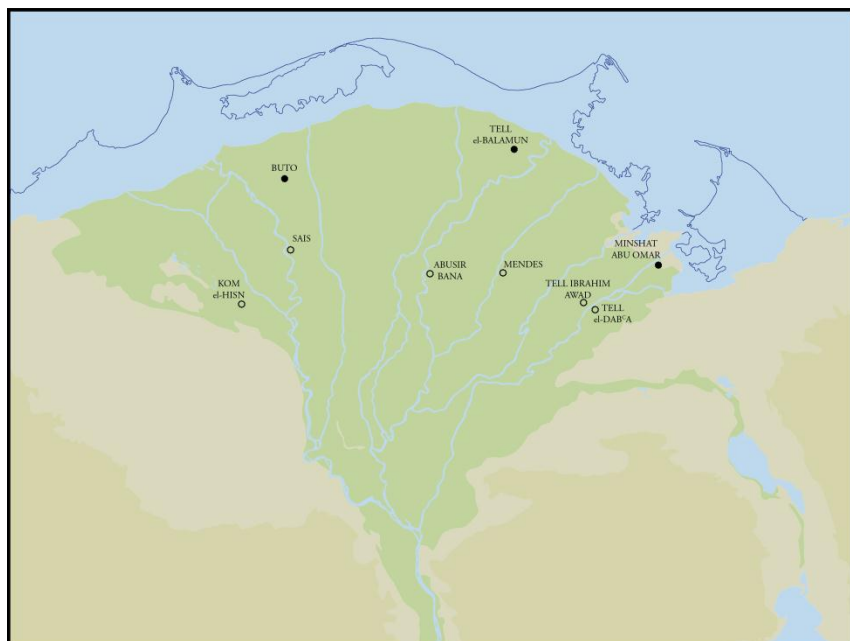 TELL
el-BALAMUN
BUTO
SAIS
MINSHAT
ABU OMAR
ABUSIR
BANA
MENDES
KOM
el-HISN
TELL IBRAHIM
AWAD
TELL
el-DABᶜA